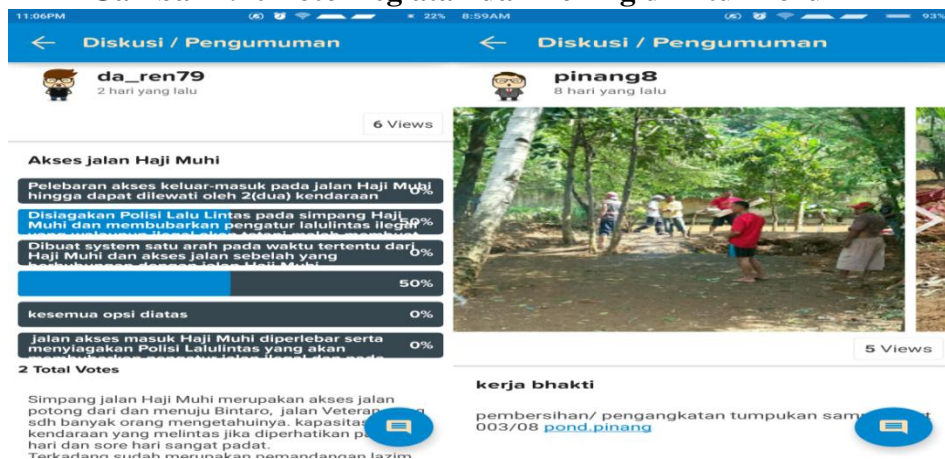 11:06PM
22%
Diskusi / Pengumuman
da_ren79
2 hari yang lalu
6 Views
Akses jalan Haji Muhi
Pelebaran akses keluar-masuk pada jalan Haji Muhi
hingga dapat dilewati oleh 2(dua) kendaraan
0%
Disiagakan Polisi Lalu Lintas pada simpang Haji
Muhi dan membubarkan pengatur lalulintas ilegal
50%
Dibuat system satu arah pada waktu tertentu dari
Haji Muhi dan akses jalan sebelah yang
0%
50%
kesemua opsi diatas
0%
jalan akses masuk Haji Muhi diperlebar serta
menyiagakan Polisi Lalulintas yang akan
0%
2 Total Votes
Simpang jalan Haji Muhi merupakan akses jalan
potong dari dan menuju Bintaro, jalan Veteran
sdh banyak orang mengetahuinya. kapasitas
kendaraan yang melintas jika diperhatikan
hari dan sore hari sangat padat.
Terkadang sudah merupakan pemandangan lazim
8:59AM
93%
Diskusi / Pengumuman
pinang8
8 hari yang lalu
5 Views
kerja bhakti
pembersihan/ pengangkatan tumpukan
003/08 pond.pinang